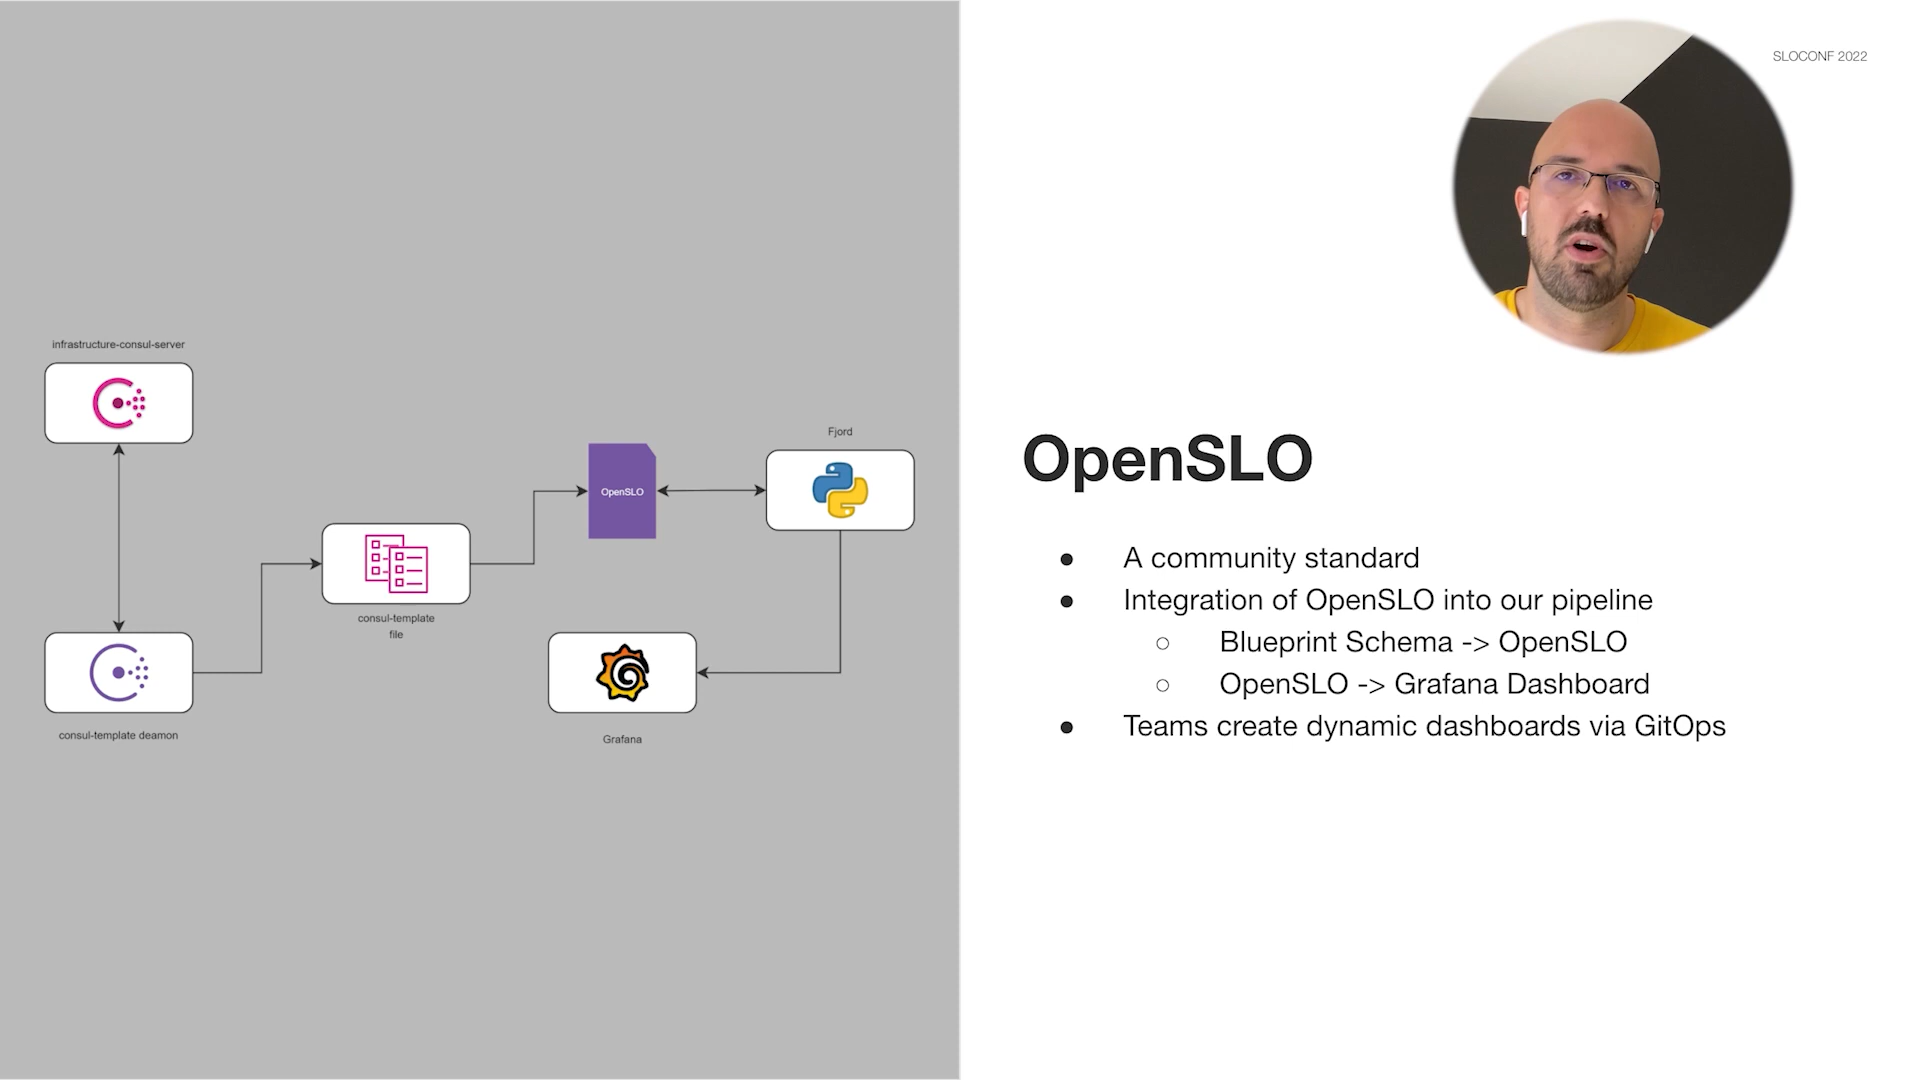 SLOCONF 2022
infrastructure-consul-server
Fjord
OpenSLO
consul-template
file
consul-template deamon
Grafana
OpenSLO
● A community standard
● Integration of OpenSLO into our pipeline
○ Blueprint Schema -> OpenSLO
○ OpenSLO -> Grafana Dashboard
● Teams create dynamic dashboards via GitOps